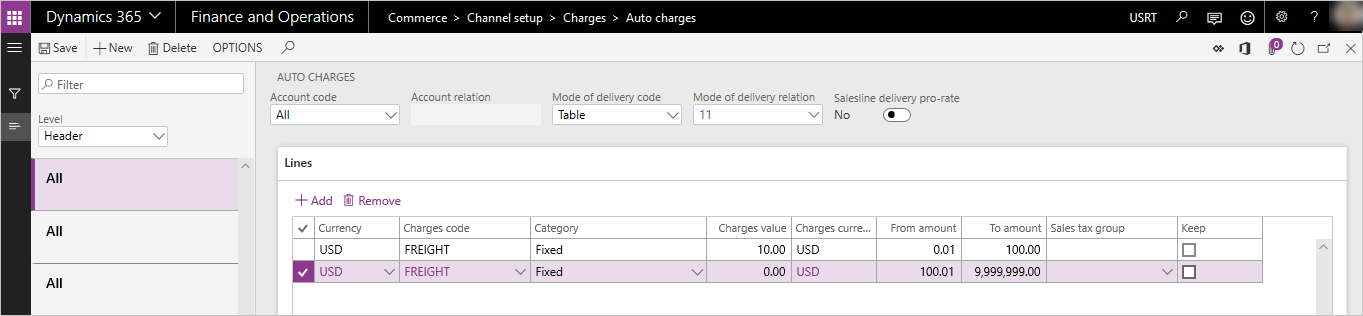 Dynamics 365 Finance and Operations Commerce > Channel setup > Charges > Auto charges USRT ?
Save New Delete OPTIONS 0
Filter
Level
Header
All
All
All
AUTO CHARGES
Account code Account relation Mode of delivery code Mode of delivery relation Salesline delivery pro-rate
All Table 11 No
Lines
Add Remove
Currency Charges code Category Charges value Charges curre... From amount To amount Sales tax group Keep
USD FREIGHT Fixed 10.00 USD 0.01 100.00
USD FREIGHT Fixed 0.00 USD 100.01 9,999,999.00